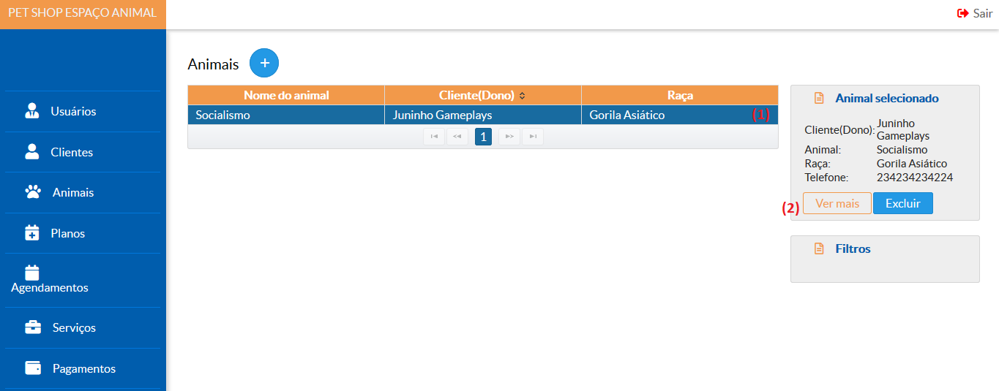 PET SHOP ESPAÇO ANIMAL
Sair
Usuários
Clientes
Animais
Planos
Agendamentos
Serviços
Pagamentos
Animais +
Nome do animal Cliente(Dono) Raça
Socialismo Juninho Gameplays Gorila Asiático (1)
1
Animal selecionado
Cliente(Dono): Juninho
Gameplays
Animal: Socialismo
Raça: Gorila Asiático
Telefone: 234234234224
(2) Ver mais Excluir
Filtros